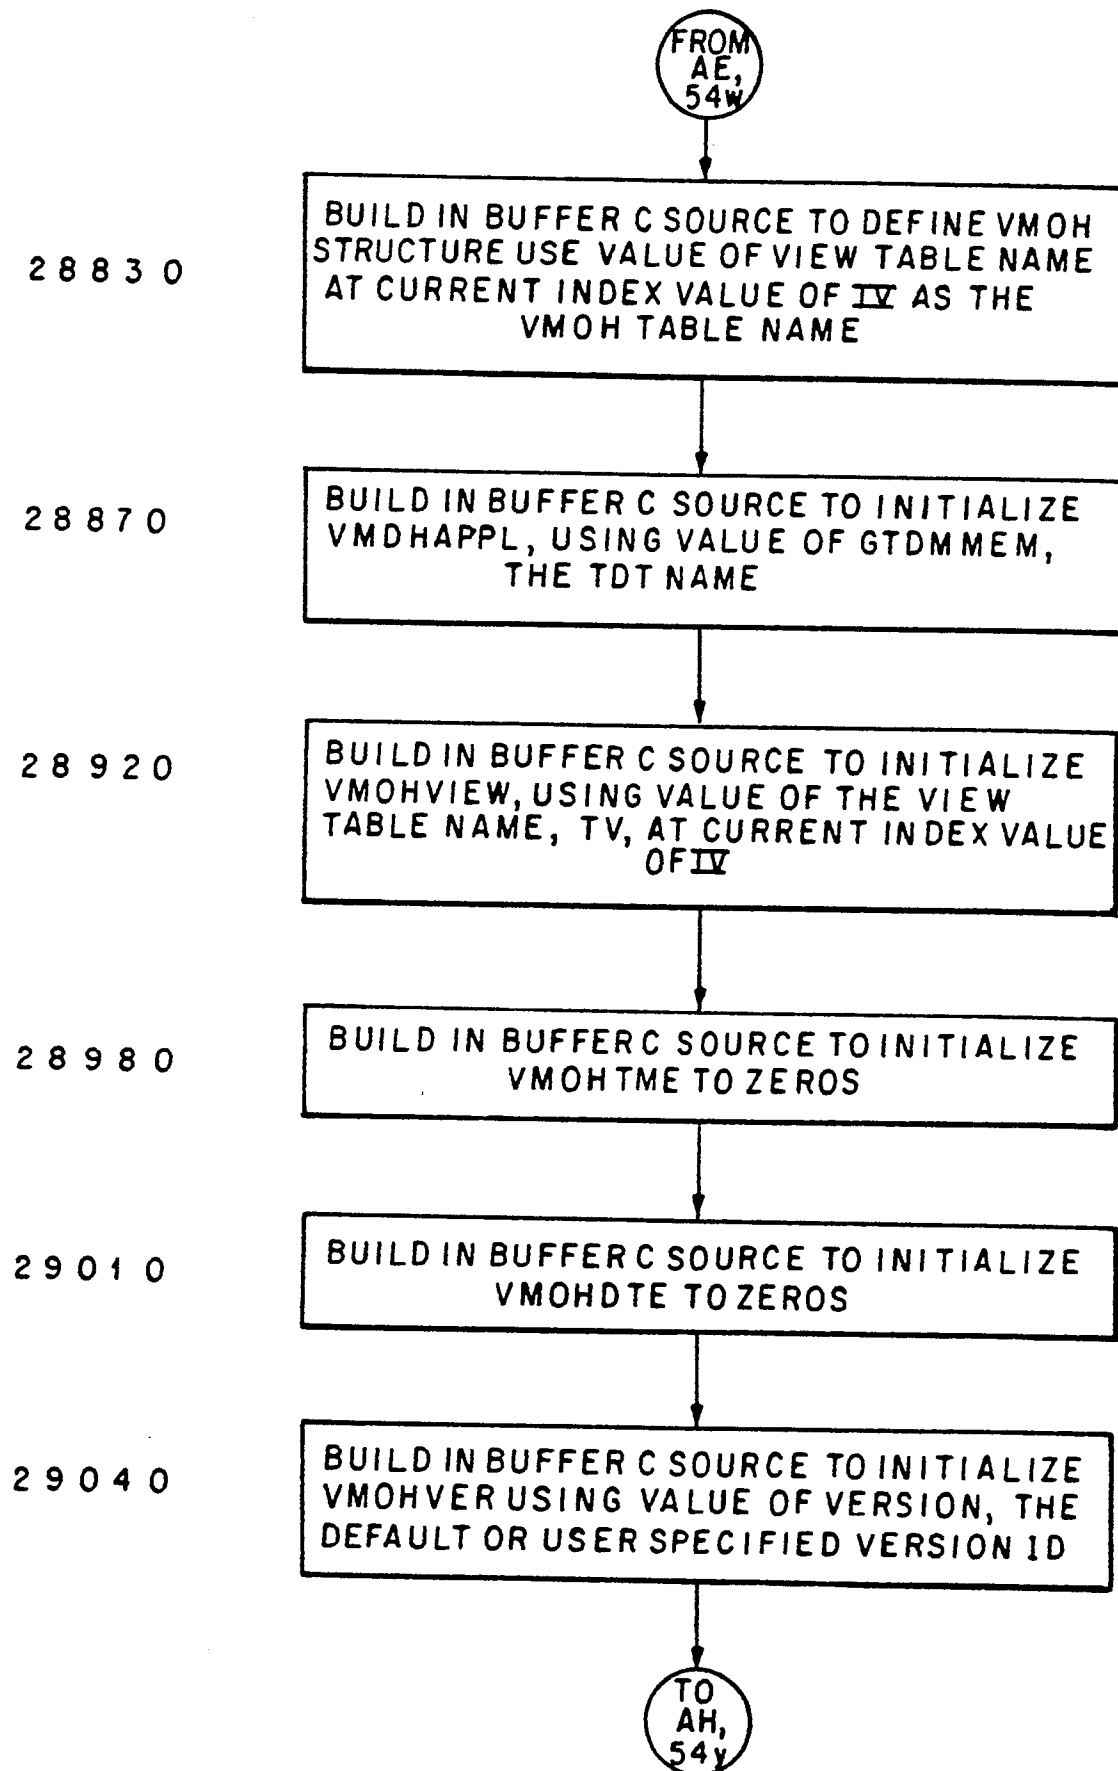 FROM
AE,
54w
28830
BUILD IN BUFFER C SOURCE TO DEFINE VMOH
STRUCTURE USE VALUE OF VIEW TABLE NAME
AT CURRENT INDEX VALUE OF IV AS THE
VMOH TABLE NAME
28870
BUILD IN BUFFER C SOURCE TO INITIALIZE
VMDHAPPL, USING VALUE OF GTDMMEM,
THE TDT NAME
28920
BUILD IN BUFFER C SOURCE TO INITIALIZE
VMOHVIEW, USING VALUE OF THE VIEW
TABLE NAME, TV, AT CURRENT INDEX VALUE
OF IV
28980
BUILD IN BUFFER C SOURCE TO INITIALIZE
VMOHTME TO ZEROS
29010
BUILD IN BUFFER C SOURCE TO INITIALIZE
VMOHDTE TO ZEROS
29040
BUILD IN BUFFER C SOURCE TO INITIALIZE
VMOHVER USING VALUE OF VERSION, THE
DEFAULT OR USER SPECIFIED VERSION ID
TO
AH,
54y